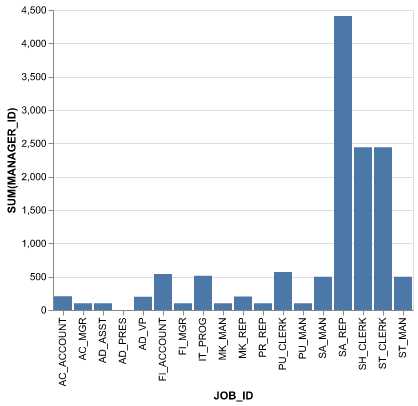 4,500
4,000
3,500
3,000
2,500
2,000
1,500
1,000
500
0
SUM(MANAGER_ID)
AC_ACCOUNT
AC_MGR
AD_ASST
AD_PRES
AD_VP
FI_ACCOUNT
FI_MGR
IT_PROG
MK_MAN
MK_REP
PR_REP
PU_CLERK
PU_MAN
SA_MAN
SA_REP
SH_CLERK
ST_CLERK
ST_MAN
JOB_ID